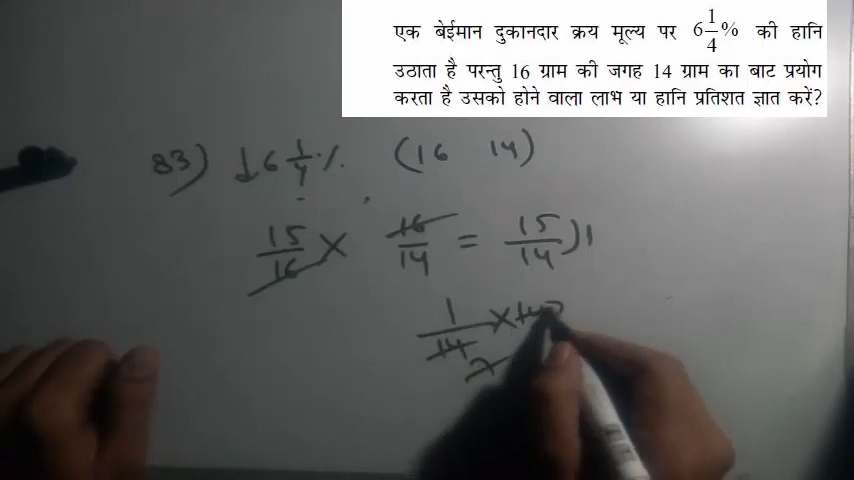 एक बेईमान दुकानदार क्रय मूल्य पर 6 1/4% की हानि
उठाता है परन्तु 16 ग्राम की जगह 14 ग्राम का बाट प्रयोग
करता है उसको होने वाला लाभ या हानि प्रतिशत ज्ञात करें?
83) ↓6 1/4 % (16 14)
15/16 × 16/14 = 15/14 ) 1
1/14 ×
7